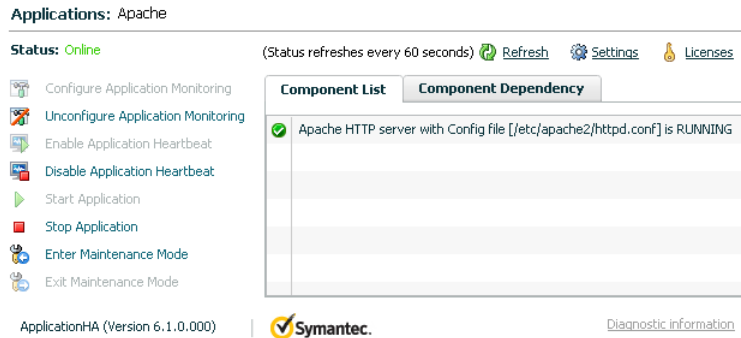 Applications: Apache
Status: Online
(Status refreshes every 60 seconds) Refresh Settings Licenses
Configure Application Monitoring
Unconfigure Application Monitoring
Enable Application Heartbeat
Disable Application Heartbeat
Start Application
Stop Application
Enter Maintenance Mode
Exit Maintenance Mode
Component List Component Dependency
Apache HTTP server with Config file [/etc/apache2/httpd.conf] is RUNNING
ApplicationHA (Version 6.1.0.000)
Symantec.
Diagnostic information